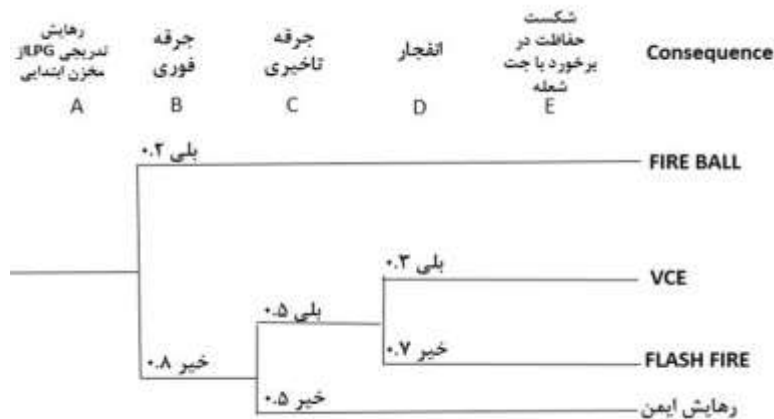 رهایش
تدریجی LPGاز
مخزن ابتدایی
A
جرقه
فوری
B
جرقه
تاخیری
C
انفجار
D
شکست
حفاظت در
برخورد با جت
شعله
E
Consequence
۰.۲ بلی
FIRE BALL
۰.۳ بلی
VCE
۰.۵ بلی
۰.۷ خیر
FLASH FIRE
۰.۸ خیر
۰.۵ خیر
رهایش ایمن